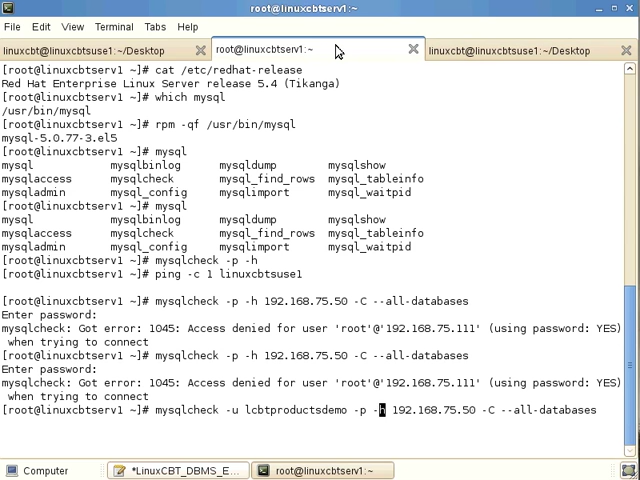 root@linuxcbtserv1:~
File Edit View Terminal Tabs Help
linuxcbt@linuxcbtsuse1:~/Desktop root@linuxcbtserv1:~ linuxcbt@linuxcbtsuse1:~/Desktop
[root@linuxcbtserv1 ~]# cat /etc/redhat-release
Red Hat Enterprise Linux Server release 5.4 (Tikanga)
[root@linuxcbtserv1 ~]# which mysql
/usr/bin/mysql
[root@linuxcbtserv1 ~]# rpm -qf /usr/bin/mysql
mysql-5.0.77-3.el5
[root@linuxcbtserv1 ~]# mysql
mysql mysqlbinlog mysqldump mysqlshow
mysqlaccess mysqlcheck mysql_find_rows mysql_tableinfo
mysqladmin mysql_config mysqlimport mysql_waitpid
[root@linuxcbtserv1 ~]# mysql
mysql mysqlbinlog mysqldump mysqlshow
mysqlaccess mysqlcheck mysql_find_rows mysql_tableinfo
mysqladmin mysql_config mysqlimport mysql_waitpid
[root@linuxcbtserv1 ~]# mysqlcheck -p -h
[root@linuxcbtserv1 ~]# ping -c 1 linuxcbtsuse1
[root@linuxcbtserv1 ~]# mysqlcheck -p -h 192.168.75.50 -C --all-databases
Enter password:
mysqlcheck: Got error: 1045: Access denied for user 'root'@'192.168.75.111' (using password: YES)
when trying to connect
[root@linuxcbtserv1 ~]# mysqlcheck -p -h 192.168.75.50 -C --all-databases
Enter password:
mysqlcheck: Got error: 1045: Access denied for user 'root'@'192.168.75.111' (using password: YES)
when trying to connect
[root@linuxcbtserv1 ~]# mysqlcheck -u lcbtproductsdemo -p -h 192.168.75.50 -C --all-databases
Computer *LinuxCBT_DBMS_E... root@linuxcbtserv1:~